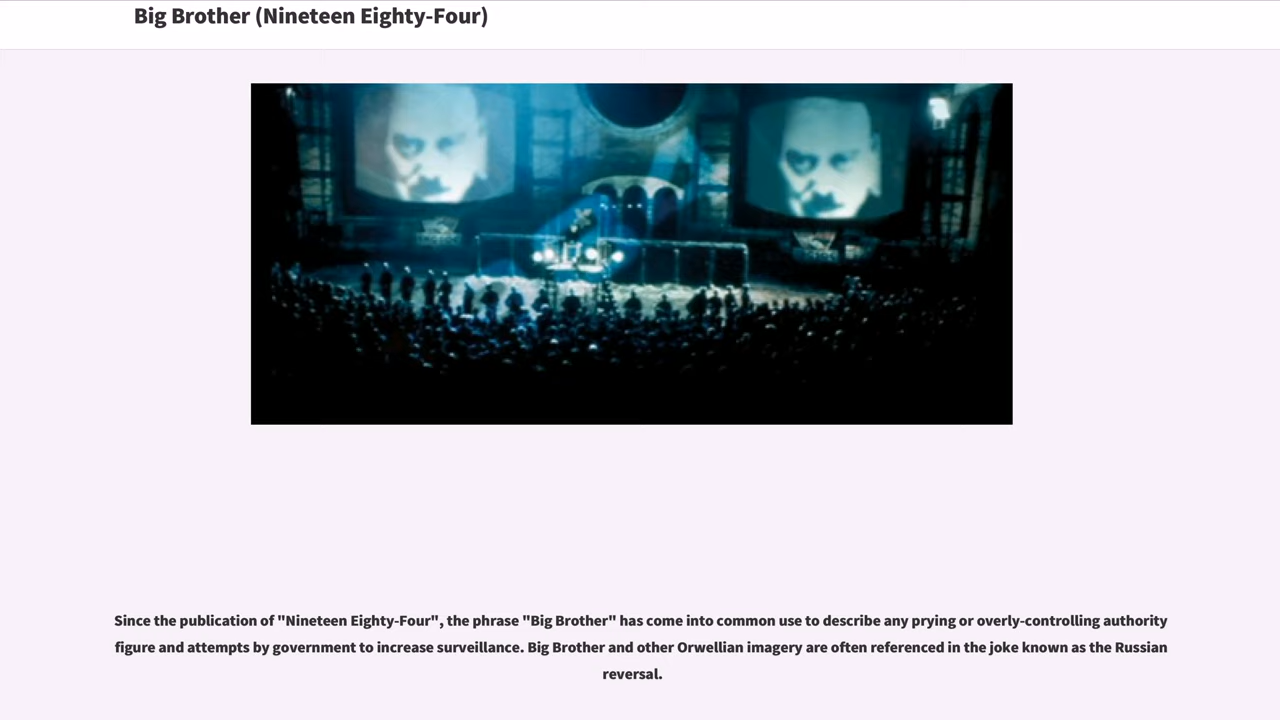 Big Brother (Nineteen Eighty-Four)
Since the publication of "Nineteen Eighty-Four", the phrase "Big Brother" has come into common use to describe any prying or overly-controlling authority
figure and attempts by government to increase surveillance. Big Brother and other Orwellian imagery are often referenced in the joke known as the Russian
reversal.